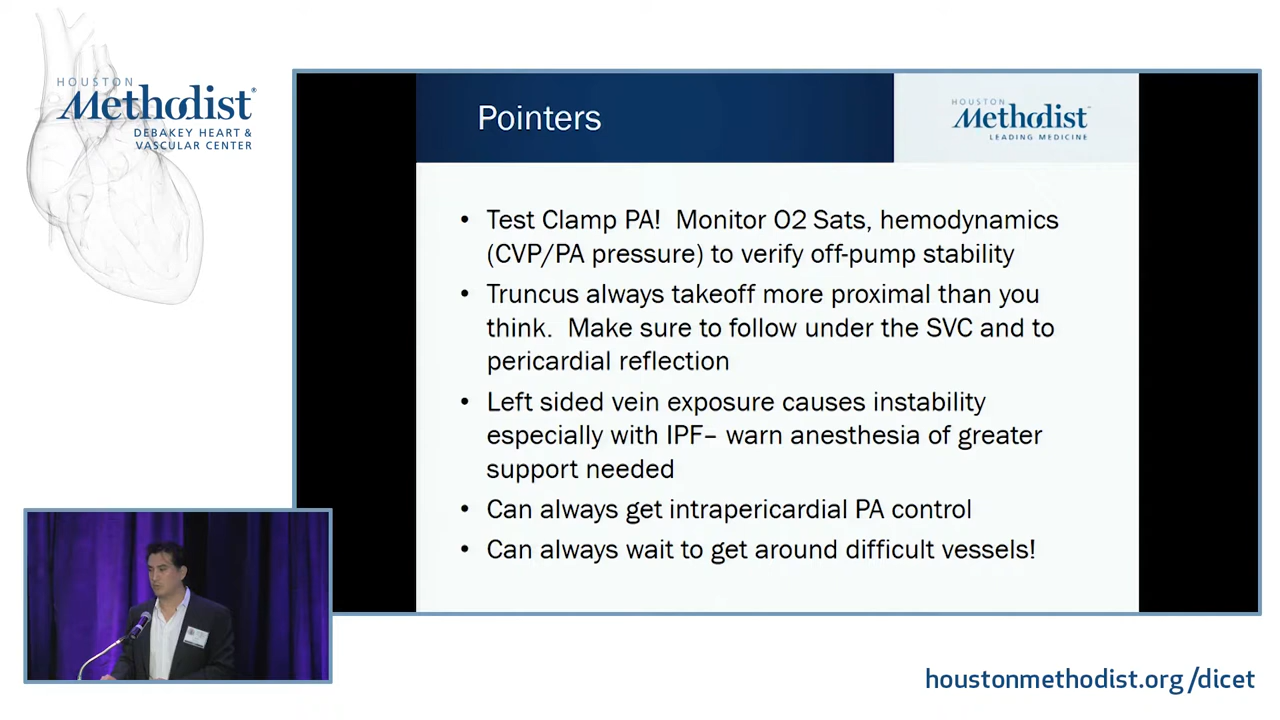 HOUSTON
Methodist®
DEBAKEY HEART &
VASCULAR CENTER
Pointers
HOUSTON
Methodist
LEADING MEDICINE
• Test Clamp PA!  Monitor O2 Sats, hemodynamics
(CVP/PA pressure) to verify off-pump stability
• Truncus always takeoff more proximal than you
think.  Make sure to follow under the SVC and to
pericardial reflection
• Left sided vein exposure causes instability
especially with IPF– warn anesthesia of greater
support needed
• Can always get intrapericardial PA control
• Can always wait to get around difficult vessels!
houstonmethodist.org/dicet